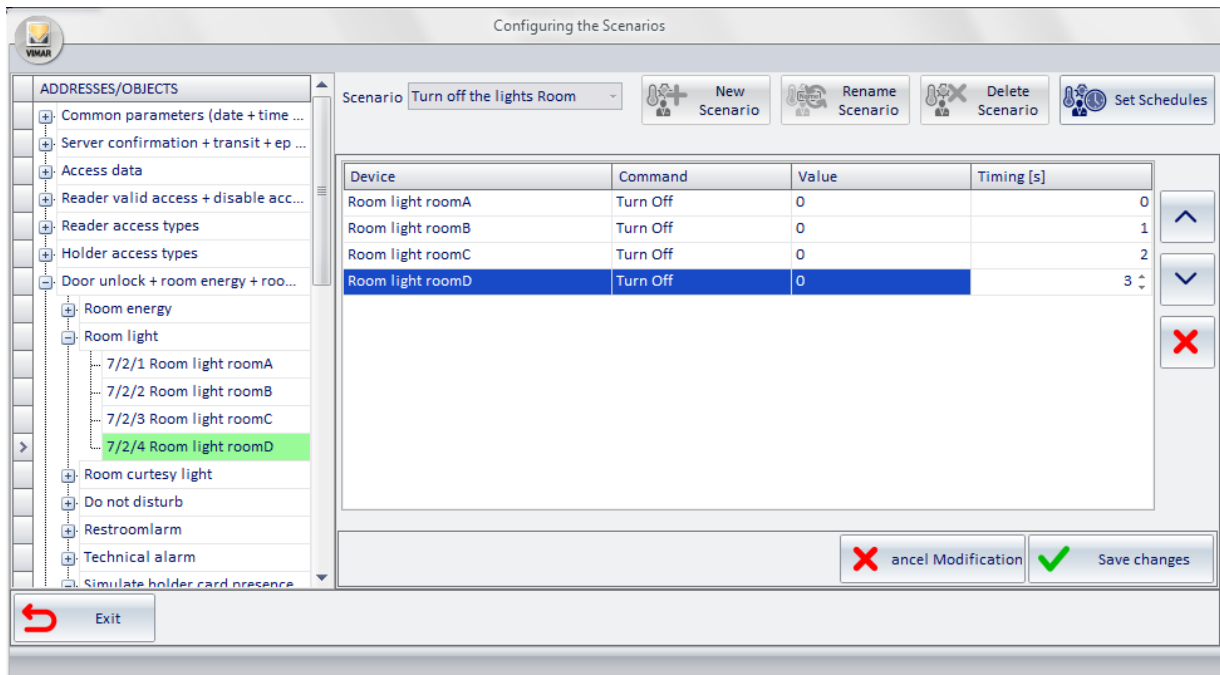 Configuring the Scenarios
VIMAR
ADDRESSES/OBJECTS
Common parameters (date + time ...
Server confirmation + transit + ep ...
Access data
Reader valid access + disable acc...
Reader access types
Holder access types
Door unlock + room energy + roo...
Room energy
Room light
7/2/1 Room light roomA
7/2/2 Room light roomB
7/2/3 Room light roomC
7/2/4 Room light roomD
Room curtesy light
Do not disturb
Restroomlarm
Technical alarm
Simulate holder card presence
Scenario Turn off the lights Room
New Scenario
Rename Scenario
Delete Scenario
Set Schedules
Device Command Value Timing [s]
Room light roomA Turn Off 0 0
Room light roomB Turn Off 0 1
Room light roomC Turn Off 0 2
Room light roomD Turn Off 0 3
ancel Modification
Save changes
Exit